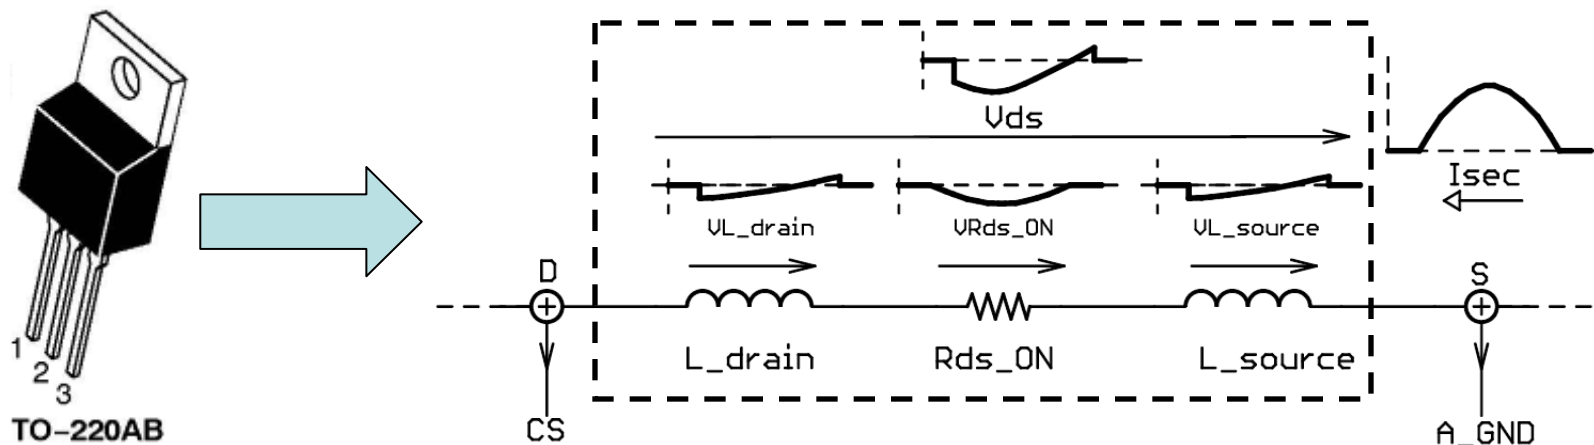 1
2
3
TO-220AB
Vds
VL_drain
VRds_ON
VL_source
Isec
D
S
L_drain
Rds_ON
L_source
CS
A_GND